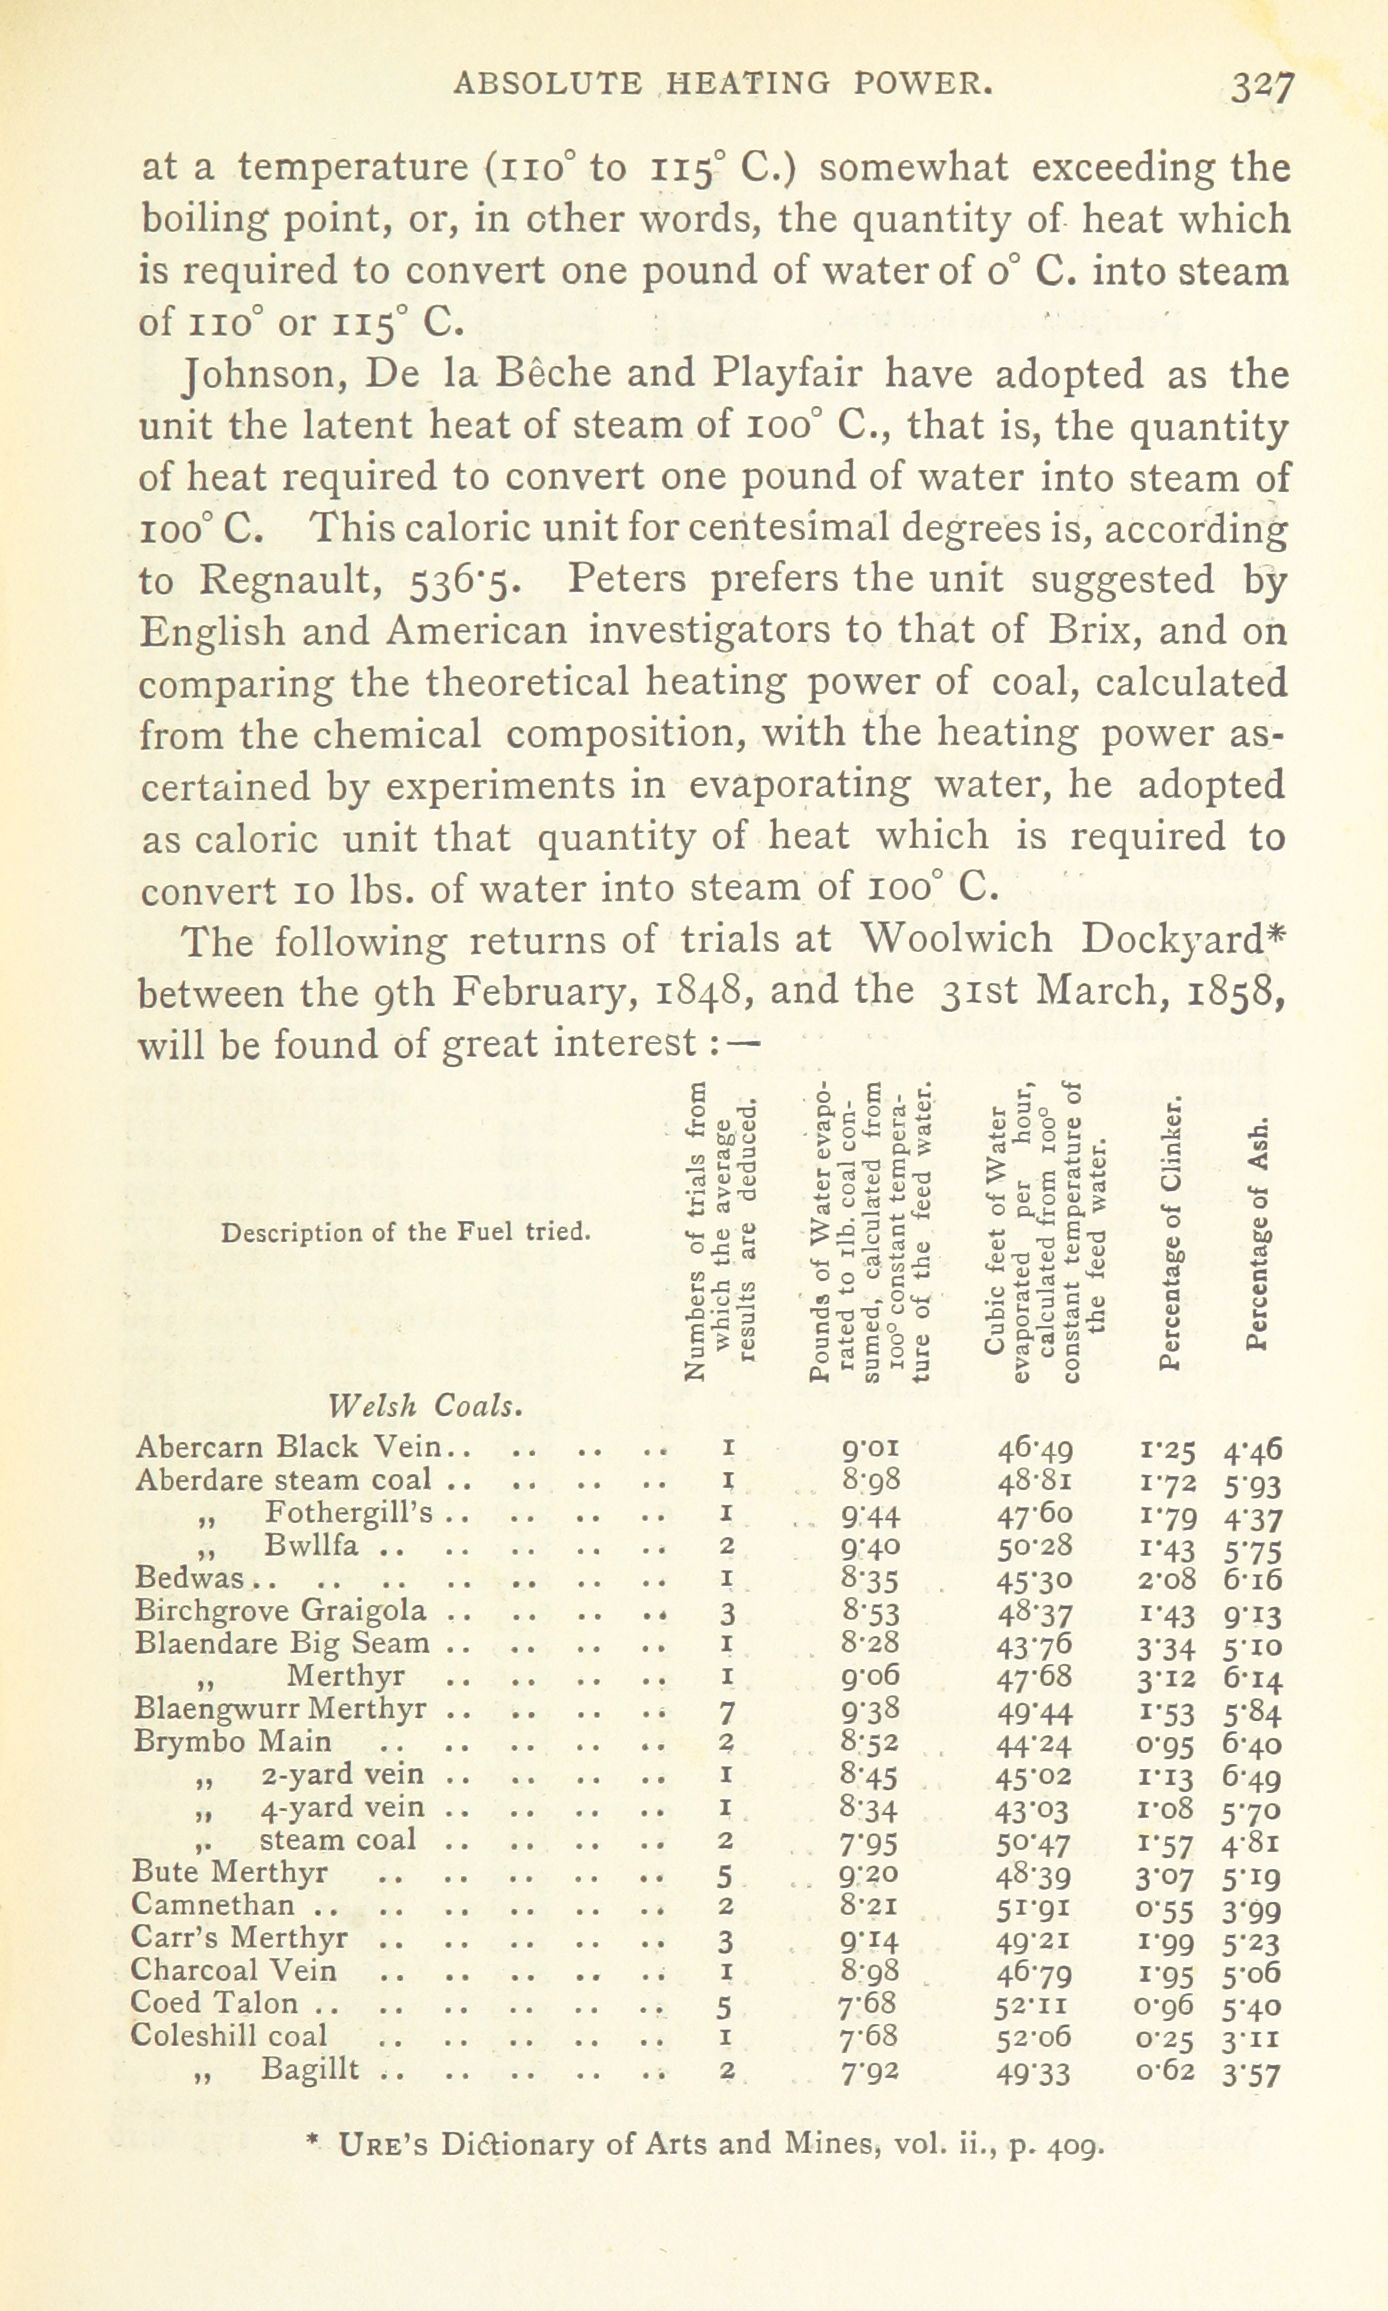 ABSOLUTE HEATING POWER. 327
at a temperature (110° to 115° C.) somewhat exceeding the
boiling point, or, in other words, the quantity of heat which
is required to convert one pound of water of 0° C. into steam
of 110° or 115° C.
Johnson, De la Bêche and Playfair have adopted as the
unit the latent heat of steam of 100° C., that is, the quantity
of heat required to convert one pound of water into steam of
100° C. This caloric unit for centesimal degrees is, according
to Regnault, 536·5. Peters prefers the unit suggested by
English and American investigators to that of Brix, and on
comparing the theoretical heating power of coal, calculated
from the chemical composition, with the heating power as-
certained by experiments in evaporating water, he adopted
as caloric unit that quantity of heat which is required to
convert 10 lbs. of water into steam of 100° C.
The following returns of trials at Woolwich Dockyard*
between the 9th February, 1848, and the 31st March, 1858,
will be found of great interest:—
Description of the Fuel tried.
Numbers of trials from
which the average
results are deduced.
Pounds of Water evapo-
rated to 1lb. coal con-
sumed, calculated from
100° constant tempera-
ture of the feed water.
Cubic feet of Water
evaporated per hour,
calculated from 100°
constant temperature of
the feed water.
Percentage of Clinker.
Percentage of Ash.
Welsh Coals.
Abercarn Black Vein.. .. .. .. 1 9·01 46·49 1·25 4·46
Aberdare steam coal .. .. .. .. 1 8·98 48·81 1·72 5·93
„ Fothergill's .. .. .. .. 1 9·44 47·60 1·79 4·37
„ Bwllfa .. .. .. .. .. 2 9·40 50·28 1·43 5·75
Bedwas.. .. .. .. .. .. .. 1 8·35 45·30 2·08 6·16
Birchgrove Graigola .. .. .. .. 3 8·53 48·37 1·43 9·13
Blaendare Big Seam .. .. .. .. 1 8·28 43·76 3·34 5·10
„ Merthyr .. .. .. .. 1 9·06 47·68 3·12 6·14
Blaengwurr Merthyr .. .. .. .. 7 9·38 49·44 1·53 5·84
Brymbo Main .. .. .. .. .. 2 8·52 44·24 0·95 6·40
„ 2-yard vein .. .. .. .. 1 8·45 45·02 1·13 6·49
„ 4-yard vein .. .. .. .. 1 8·34 43·03 1·08 5·70
„ steam coal .. .. .. .. 2 7·95 50·47 1·57 4·81
Bute Merthyr .. .. .. .. .. 5 9·20 48·39 3·07 5·19
Camnethan .. .. .. .. .. .. 2 8·21 51·91 0·55 3·99
Carr's Merthyr .. .. .. .. .. 3 9·14 49·21 1·99 5·23
Charcoal Vein .. .. .. .. .. 1 8·98 46·79 1·95 5·06
Coed Talon .. .. .. .. .. .. 5 7·68 52·11 0·96 5·40
Coleshill coal .. .. .. .. .. 1 7·68 52·06 0·25 3·11
„ Bagillt .. .. .. .. .. 2 7·92 49·33 0·62 3·57
* URE'S Dictionary of Arts and Mines, vol. ii., p. 409.